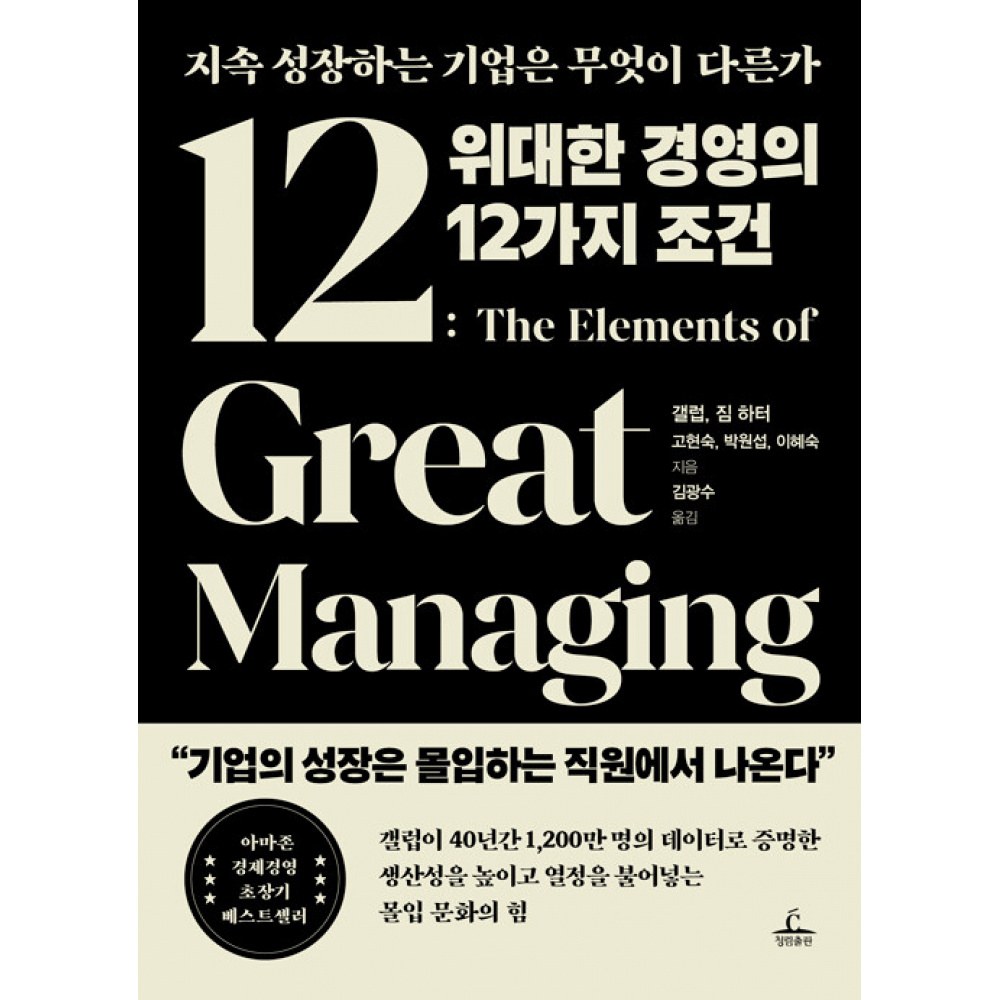 지속 성장하는 기업은 무엇이 다른가
12
위대한 경영의
12가지 조건
: The Elements of
Great
갤럽, 짐 하터
고현숙, 박원섭, 이혜숙
지음
김광수
옮김
Managing
“기업의 성장은 몰입하는 직원에서 나온다”
아마존
경제경영
초장기
베스트셀러
갤럽이 40년간 1,200만 명의 데이터로 증명한
생산성을 높이고 열정을 불어넣는
몰입 문화의 힘
청림출판